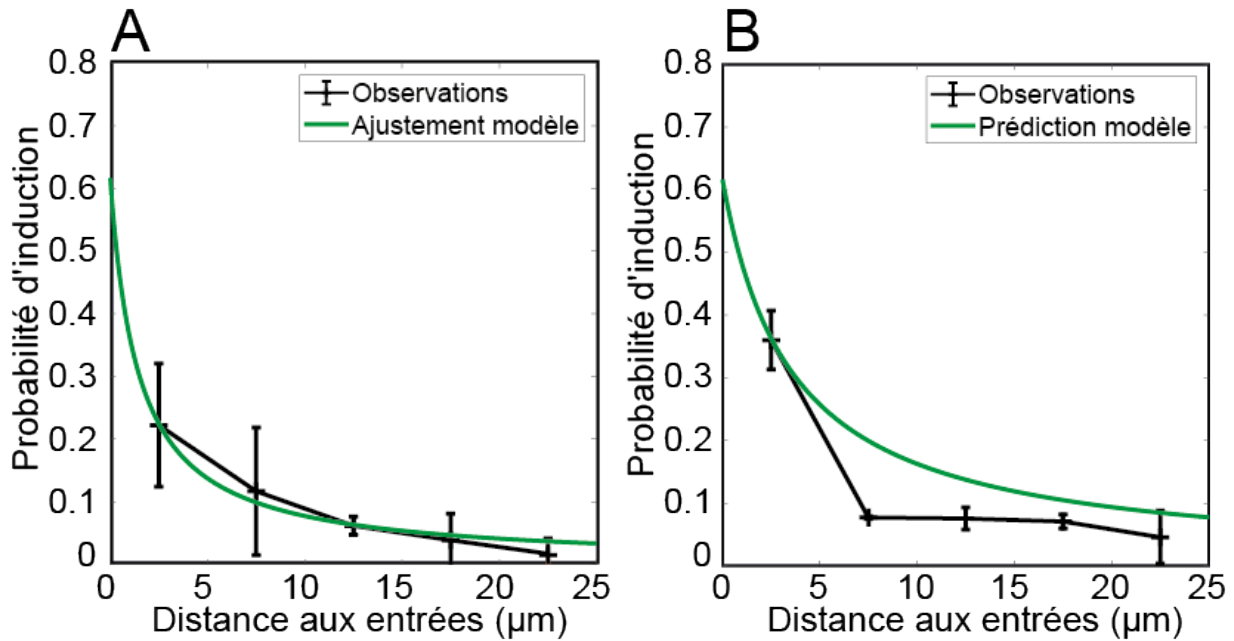 A
Probabilité d'induction
0.8
0.7
0.6
0.5
0.4
0.3
0.2
0.1
0
Observations
Ajustement modèle
0 5 10 15 20 25
Distance aux entrées (µm)
B
Probabilité d'induction
0.8
0.7
0.6
0.5
0.4
0.3
0.2
0.1
0
Observations
Prédiction modèle
0 5 10 15 20 25
Distance aux entrées (µm)